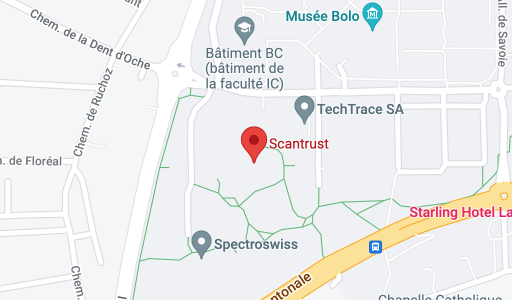 Chem. de la Dent d'Oche
Musée Bolo
All. de Savoie
Bâtiment BC
(bâtiment de
la faculté IC)
Chem. de Ruchoz
TechTrace SA
Scantrust
m. de Floréal
Starling Hotel La
Spectroswiss
Chem.
ntonale
Chapelle Catholique